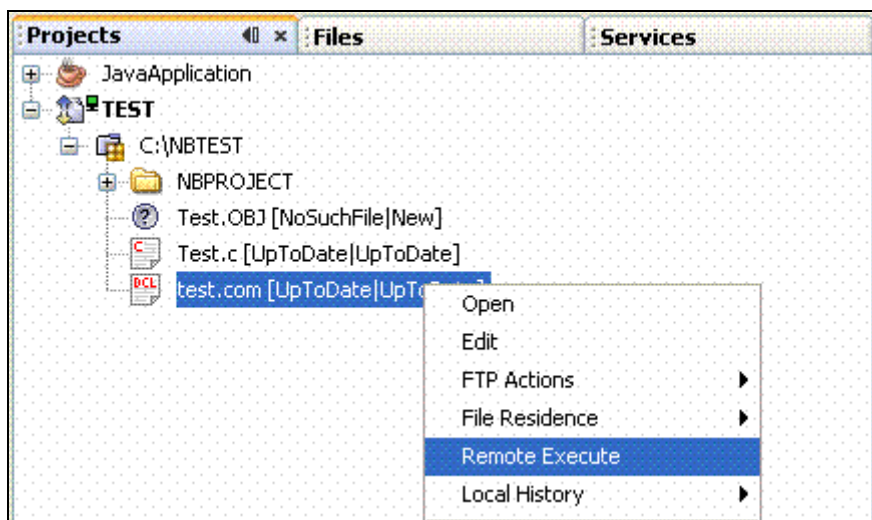 Projects
Files
Services
JavaApplication
TEST
C:\NBTEST
NBPROJECT
Test.OBJ [NoSuchFile|New]
C
Test.c [UpToDate|UpToDate]
DCL
test.com [UpToDate|UpTo
Open
Edit
FTP Actions
File Residence
Remote Execute
Local History